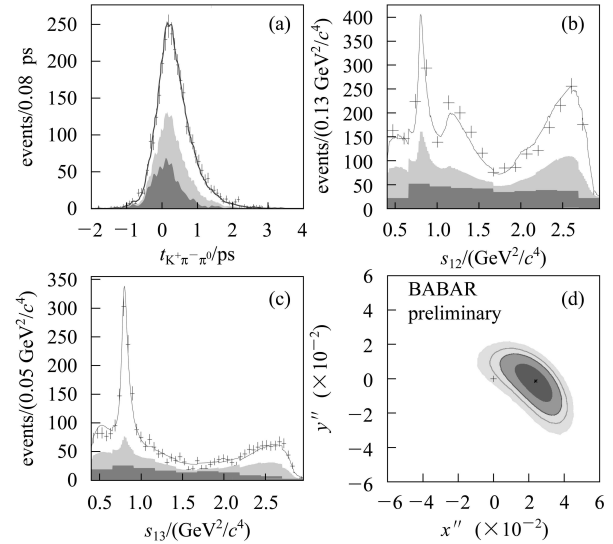 (a)
events/0.08 ps
250
200
150
100
50
0
−2 −1 0 1 2 3 4
t_{K⁺π⁻π⁰}/ps
(b)
events/(0.13 GeV²/c⁴)
400
350
300
250
200
150
100
50
0
0.5 1.0 1.5 2.0 2.5
s₁₂/(GeV²/c⁴)
(c)
events/(0.05 GeV²/c⁴)
350
300
250
200
150
100
50
0
0.5 1.0 1.5 2.0 2.5
s₁₃/(GeV²/c⁴)
BABAR (d)
preliminary
y″ (×10⁻²)
6
4
2
0
−2
−4
−6
−6 −4 −2 0 2 4 6
x″ (×10⁻²)